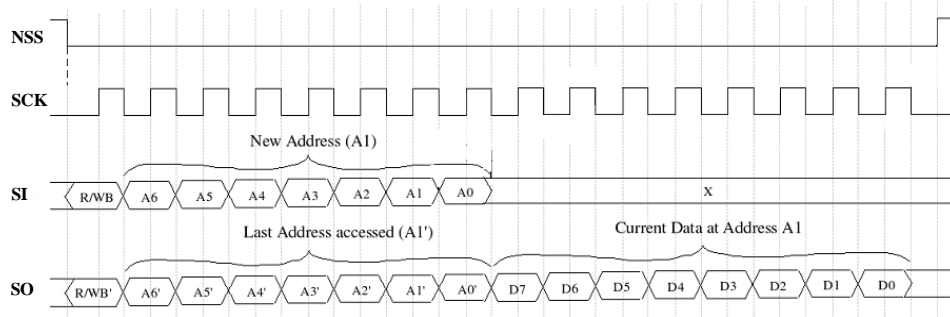 NSS
SCK
New Address (A1)
SI R/WB A6 A5 A4 A3 A2 A1 A0 X
Last Address accessed (A1') Current Data at Address A1
SO R/WB' A6' A5' A4' A3' A2' A1' A0' D7 D6 D5 D4 D3 D2 D1 D0